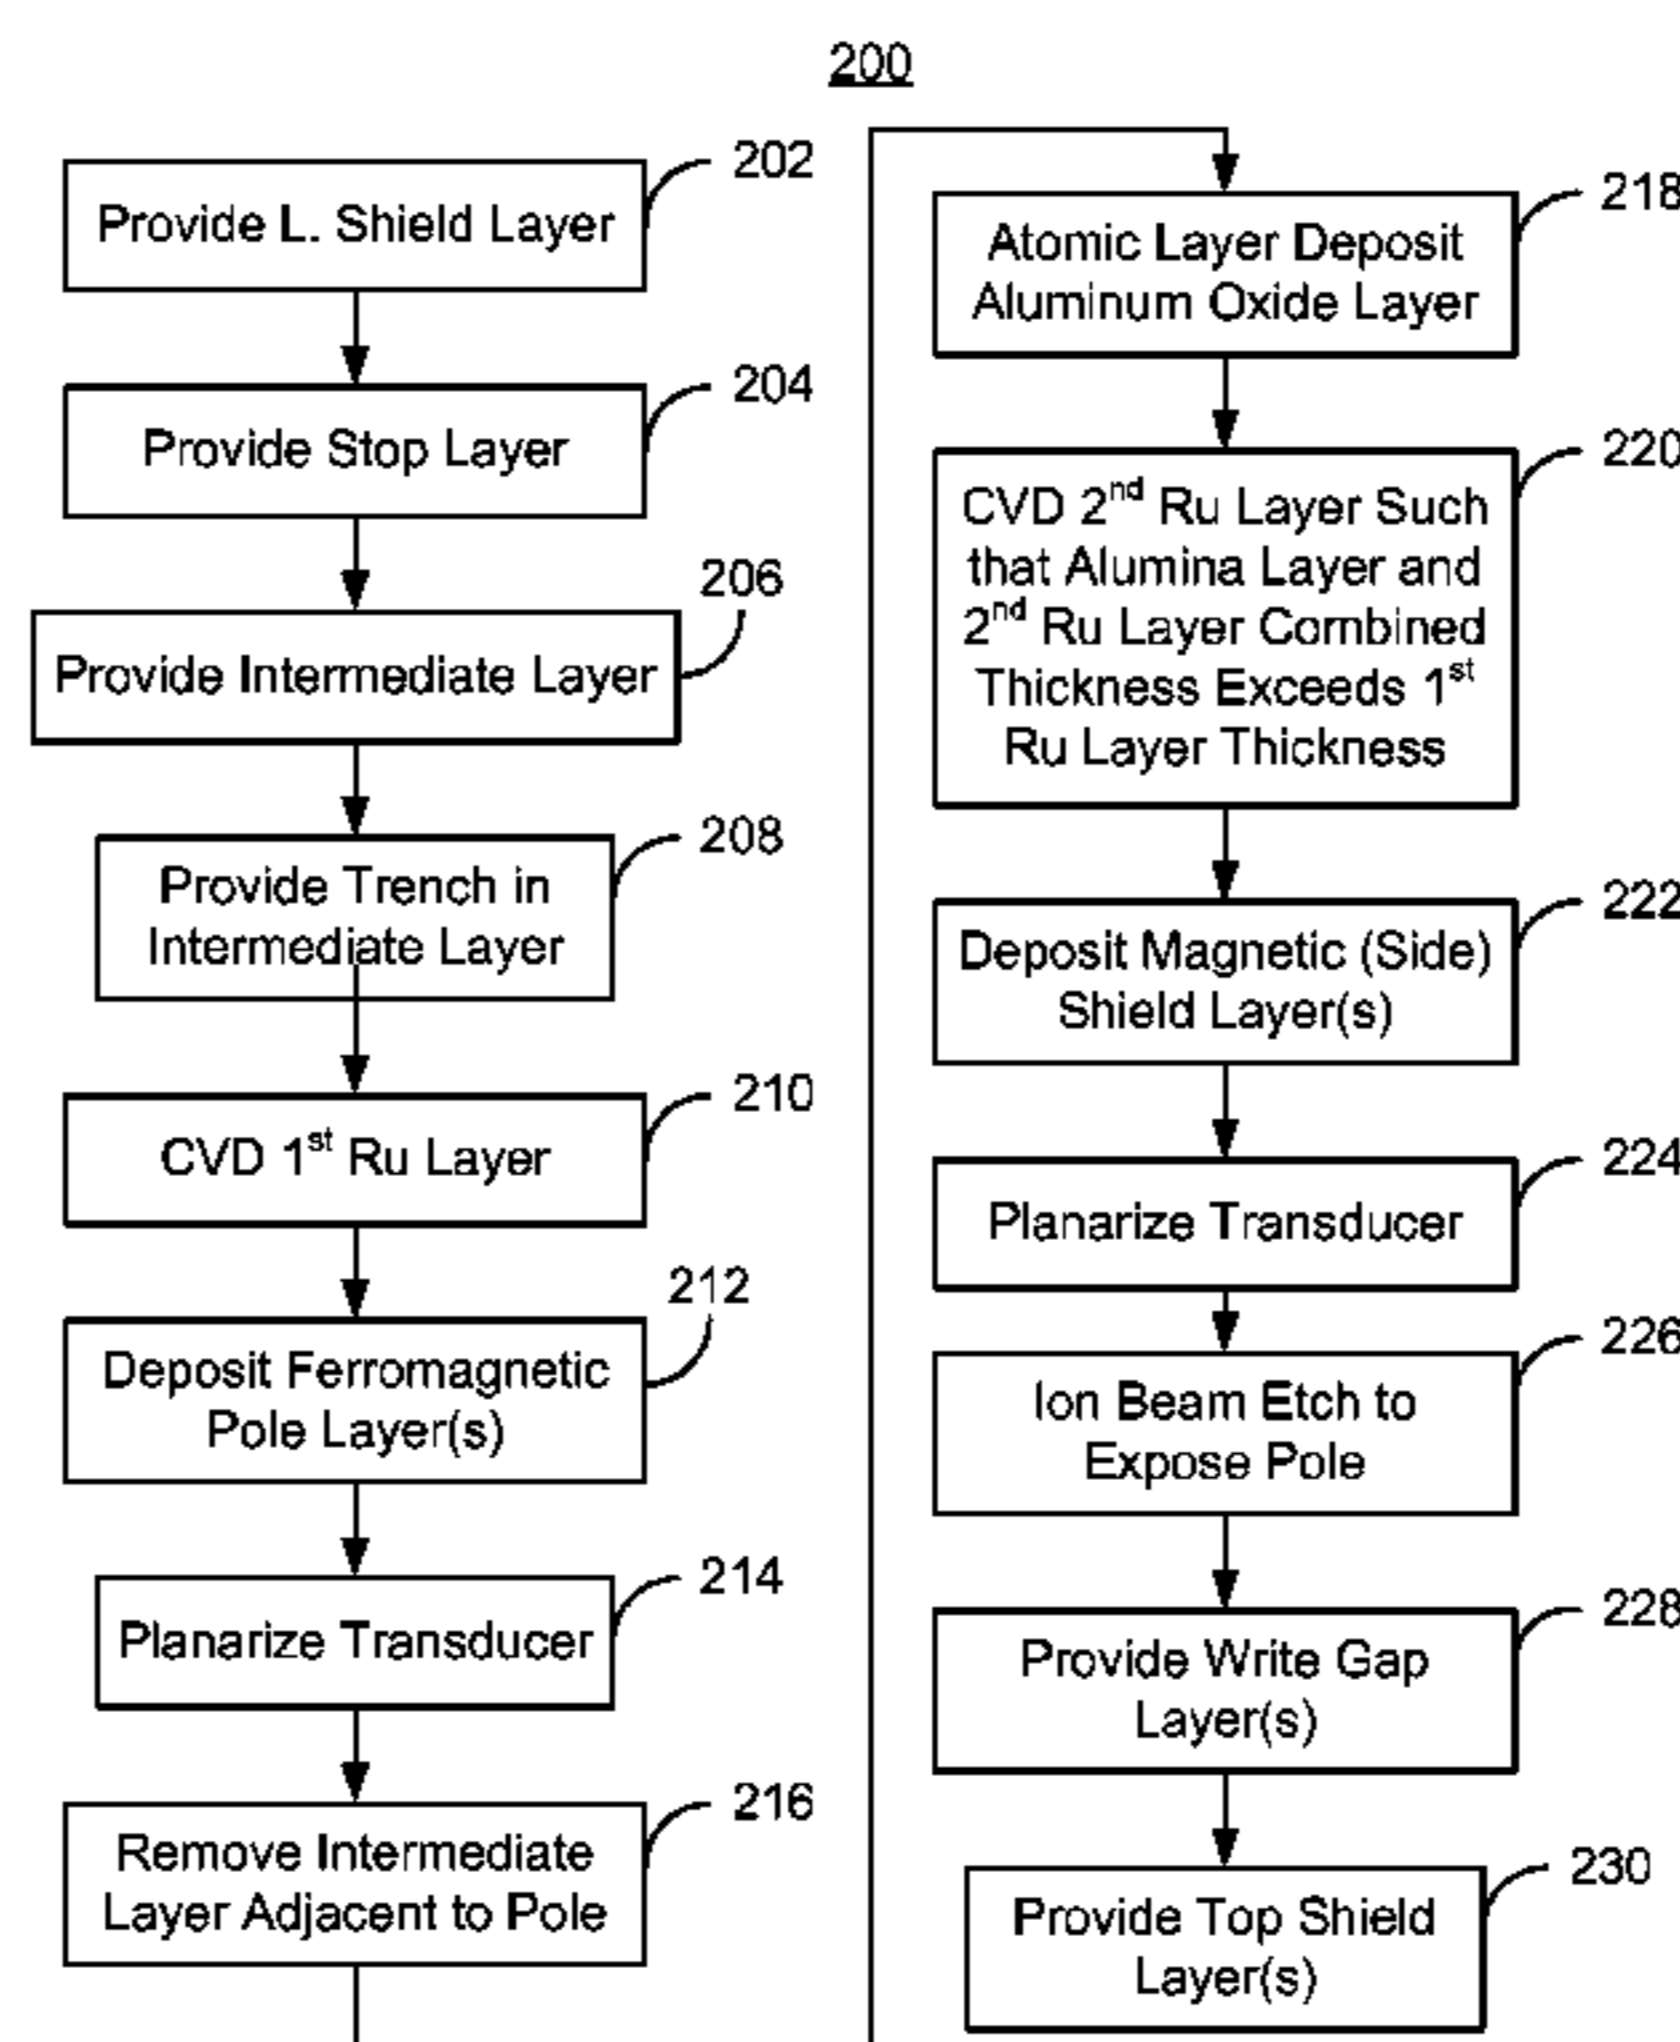 200
202
Provide L. Shield Layer
204
Provide Stop Layer
206
Provide Intermediate Layer
208
Provide Trench in
Intermediate Layer
210
CVD 1st Ru Layer
212
Deposit Ferromagnetic
Pole Layer(s)
214
Planarize Transducer
216
Remove Intermediate
Layer Adjacent to Pole
218
Atomic Layer Deposit
Aluminum Oxide Layer
220
CVD 2nd Ru Layer Such
that Alumina Layer and
2nd Ru Layer Combined
Thickness Exceeds 1st
Ru Layer Thickness
222
Deposit Magnetic (Side)
Shield Layer(s)
224
Planarize Transducer
226
Ion Beam Etch to
Expose Pole
228
Provide Write Gap
Layer(s)
230
Provide Top Shield
Layer(s)